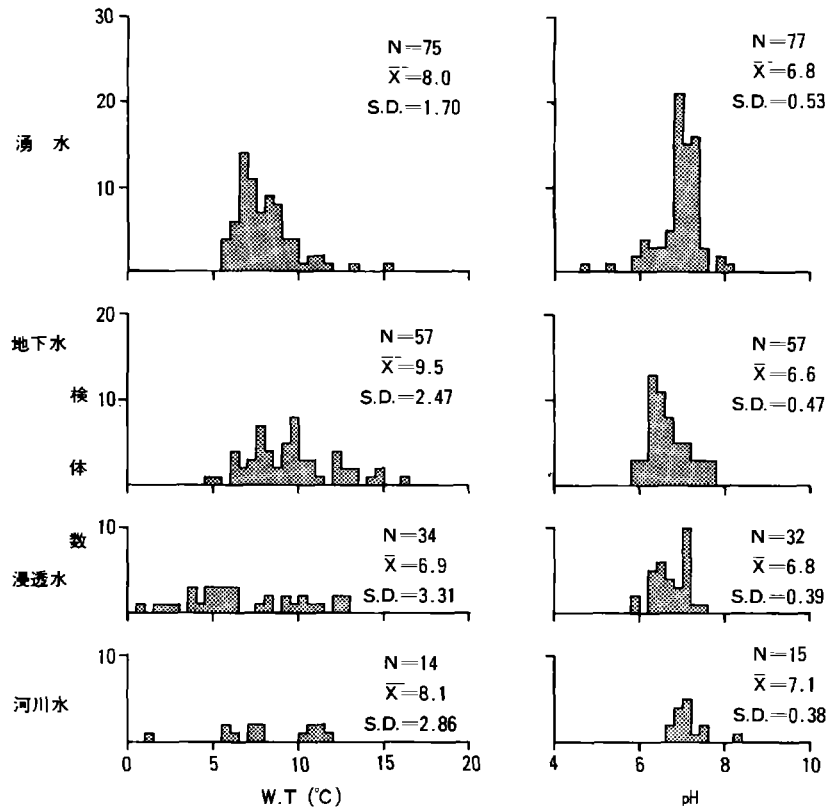 30
20
10
湧 水
N=75
X̄=8.0
S.D.=1.70
N=77
X̄=6.8
S.D.=0.53
20
10
地下水
検
体
数
N=57
X̄=9.5
S.D.=2.47
N=57
X̄=6.6
S.D.=0.47
10
浸透水
N=34
X̄=6.9
S.D.=3.31
N=32
X̄=6.8
S.D.=0.39
10
河川水
N=14
X̄=8.1
S.D.=2.86
N=15
X̄=7.1
S.D.=0.38
0 5 10 15 20
W.T (℃)
4 6 8 10
pH